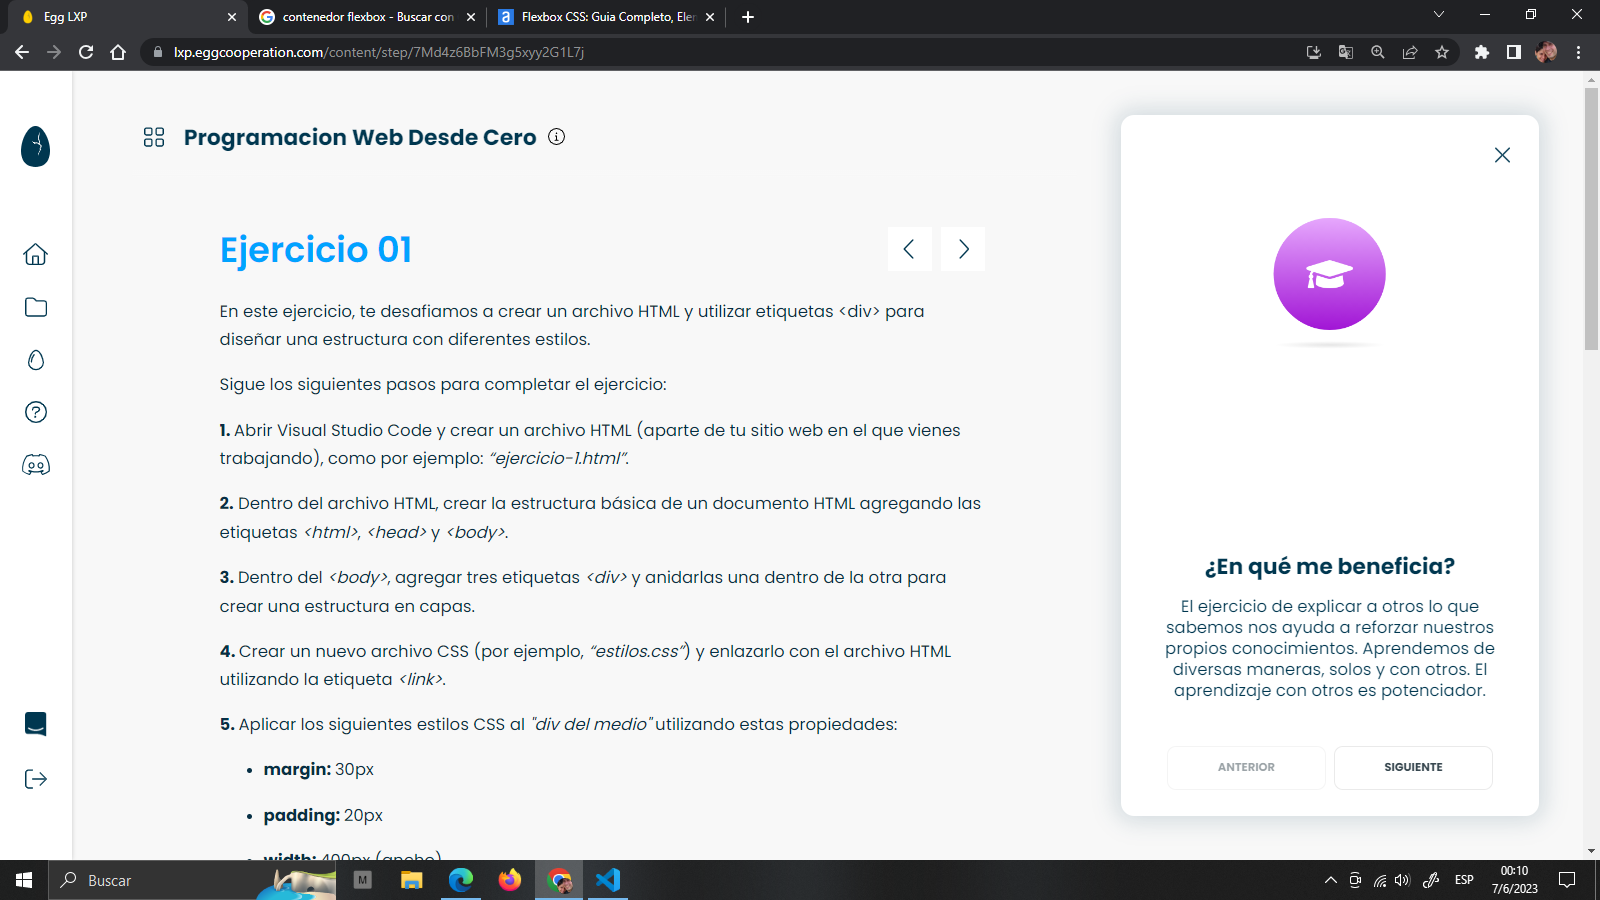 Egg LXP
contenedor flexbox - Buscar con
Flexbox CSS: Guia Completo, Eler
lxp.eggcooperation.com/content/step/7Md4z6BbFM3g5xyy2G1L7j
Programacion Web Desde Cero
Ejercicio 01
En este ejercicio, te desafiamos a crear un archivo HTML y utilizar etiquetas <div> para
diseñar una estructura con diferentes estilos.
Sigue los siguientes pasos para completar el ejercicio:
1. Abrir Visual Studio Code y crear un archivo HTML (aparte de tu sitio web en el que vienes
trabajando), como por ejemplo: “ejercicio-1.html”.
2. Dentro del archivo HTML, crear la estructura básica de un documento HTML agregando las
etiquetas <html>, <head> y <body>.
3. Dentro del <body>, agregar tres etiquetas <div> y anidarlas una dentro de la otra para
crear una estructura en capas.
4. Crear un nuevo archivo CSS (por ejemplo, “estilos.css”) y enlazarlo con el archivo HTML
utilizando la etiqueta <link>.
5. Aplicar los siguientes estilos CSS al "div del medio" utilizando estas propiedades:
• margin: 30px
• padding: 20px
• width: 400px (ancho)
¿En qué me beneficia?
El ejercicio de explicar a otros lo que
sabemos nos ayuda a reforzar nuestros
propios conocimientos. Aprendemos de
diversas maneras, solos y con otros. El
aprendizaje con otros es potenciador.
ANTERIOR
SIGUIENTE
Buscar
M
ESP
00:10
7/6/2023